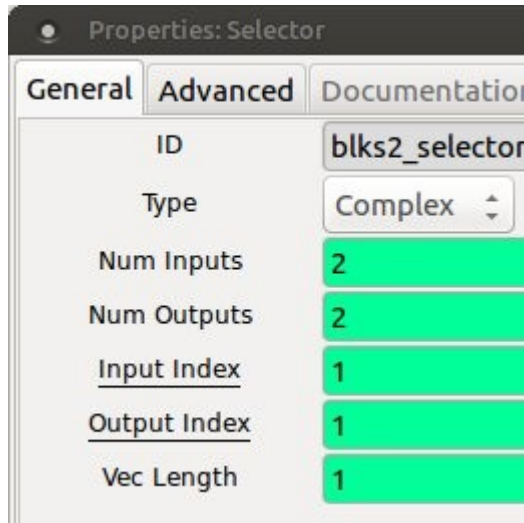 Properties: Selector
General Advanced Documentation
ID blks2_selector
Type Complex
Num Inputs 2
Num Outputs 2
Input Index 1
Output Index 1
Vec Length 1